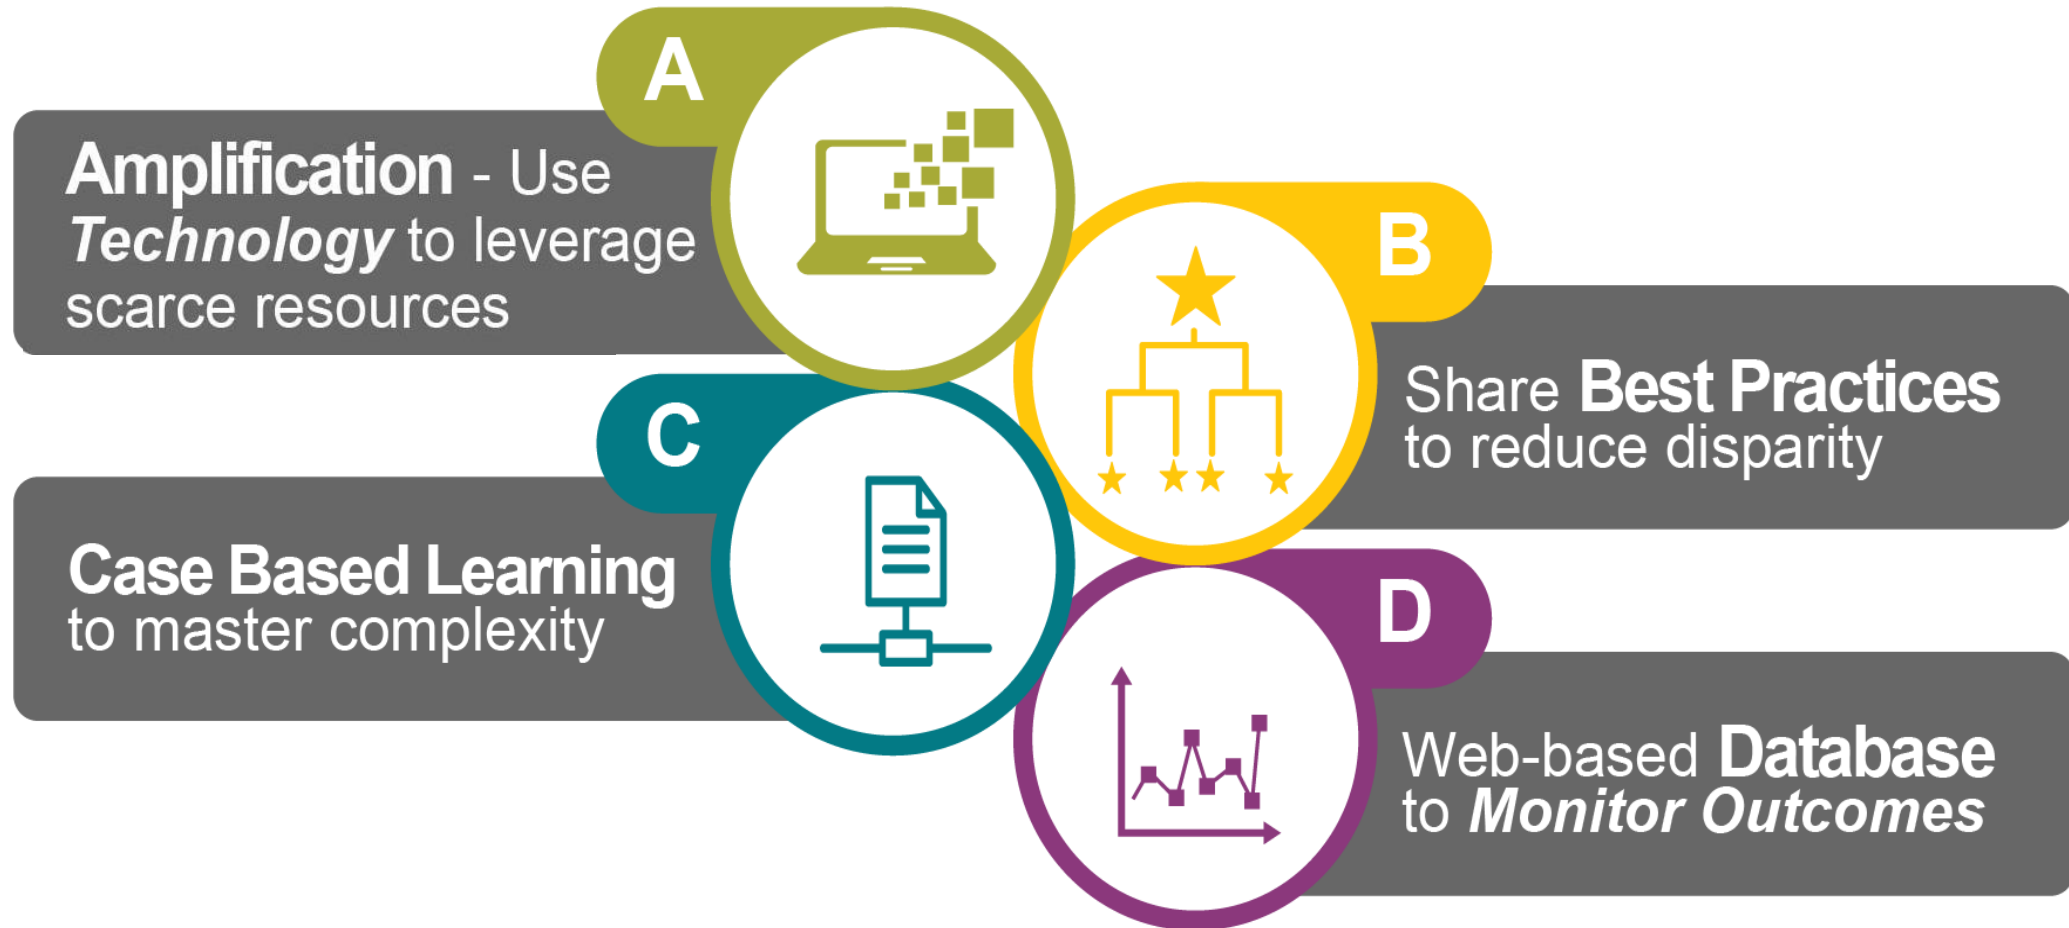 A
Amplification - Use
Technology to leverage
scarce resources
B
Share Best Practices
to reduce disparity
C
Case Based Learning
to master complexity
D
Web-based Database
to Monitor Outcomes